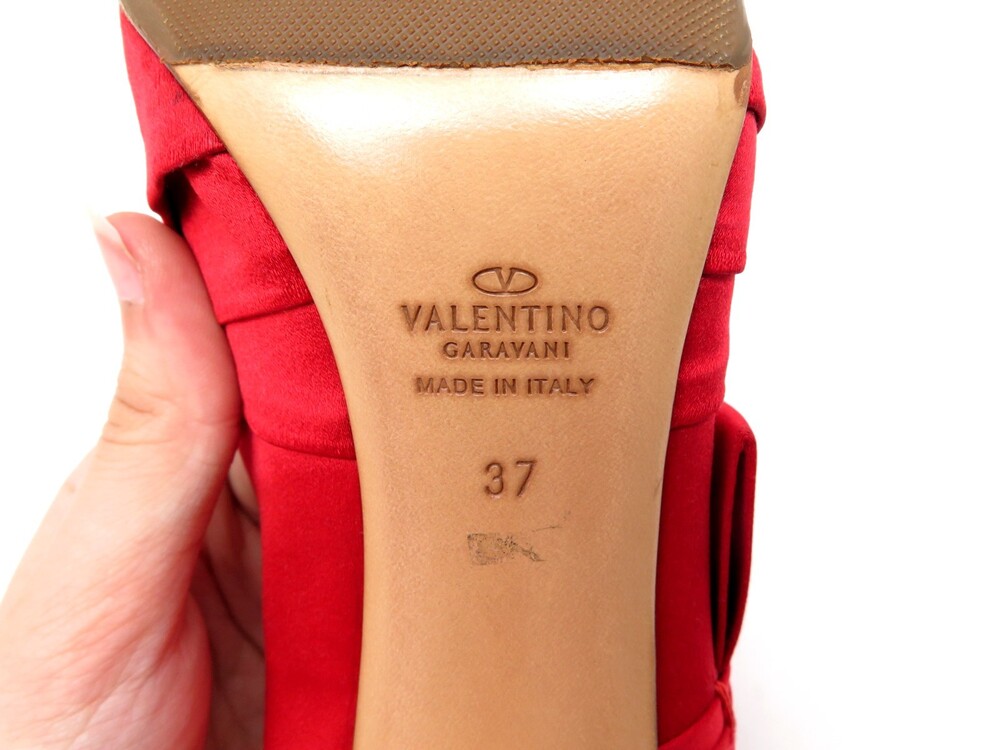 VALENTINO
GARAVANI
MADE IN ITALY
37